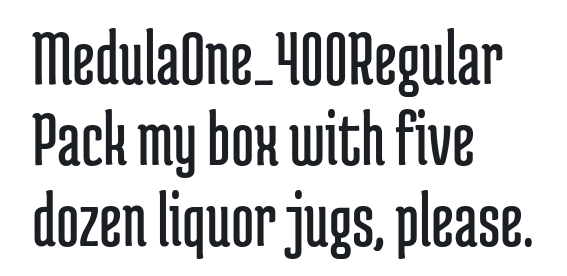 MedulaOne_400Regular
Pack my box with five
dozen liquor jugs, please.